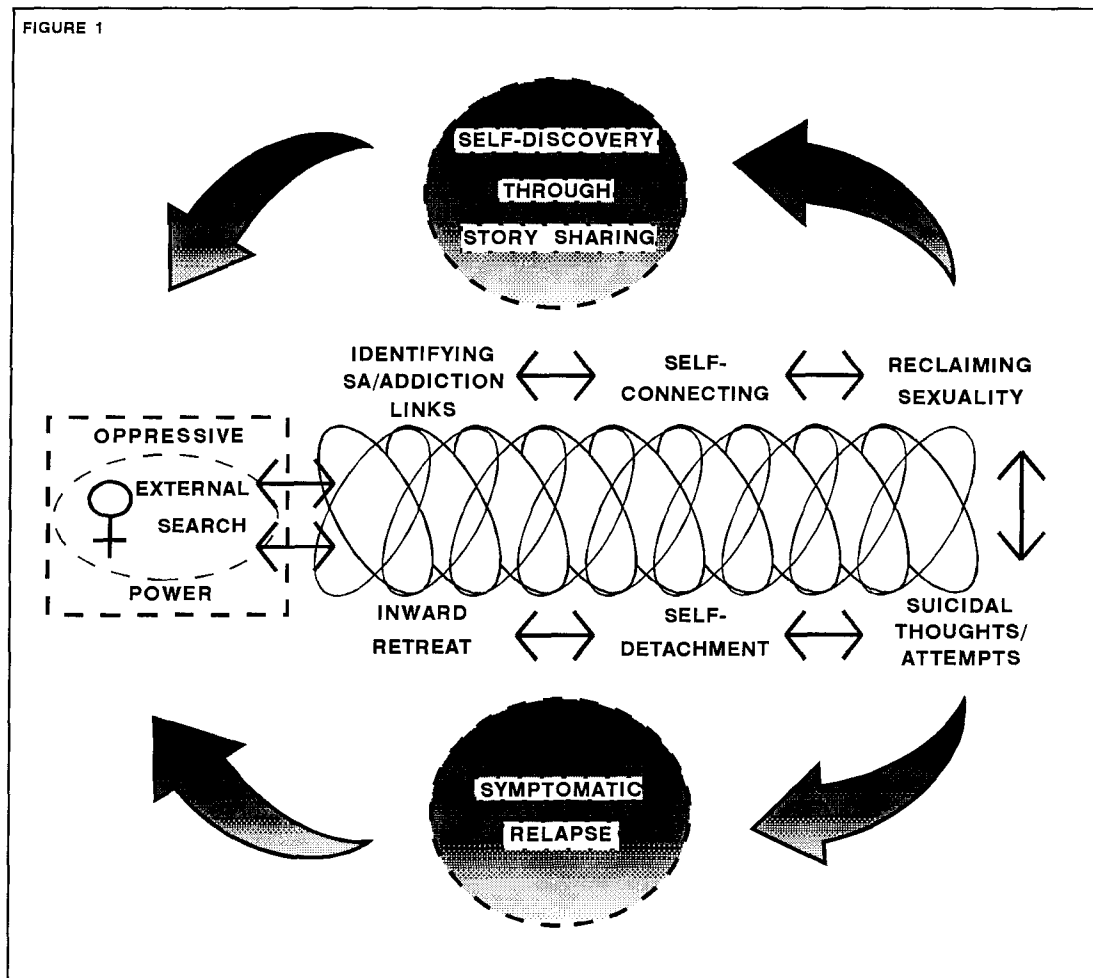 FIGURE 1
SELF-DISCOVERY
THROUGH
STORY SHARING
IDENTIFYING
SA/ADDICTION
LINKS
SELF-
CONNECTING
RECLAIMING
SEXUALITY
OPPRESSIVE
EXTERNAL
SEARCH
POWER
INWARD
RETREAT
SELF-
DETACHMENT
SUICIDAL
THOUGHTS/
ATTEMPTS
SYMPTOMATIC
RELAPSE